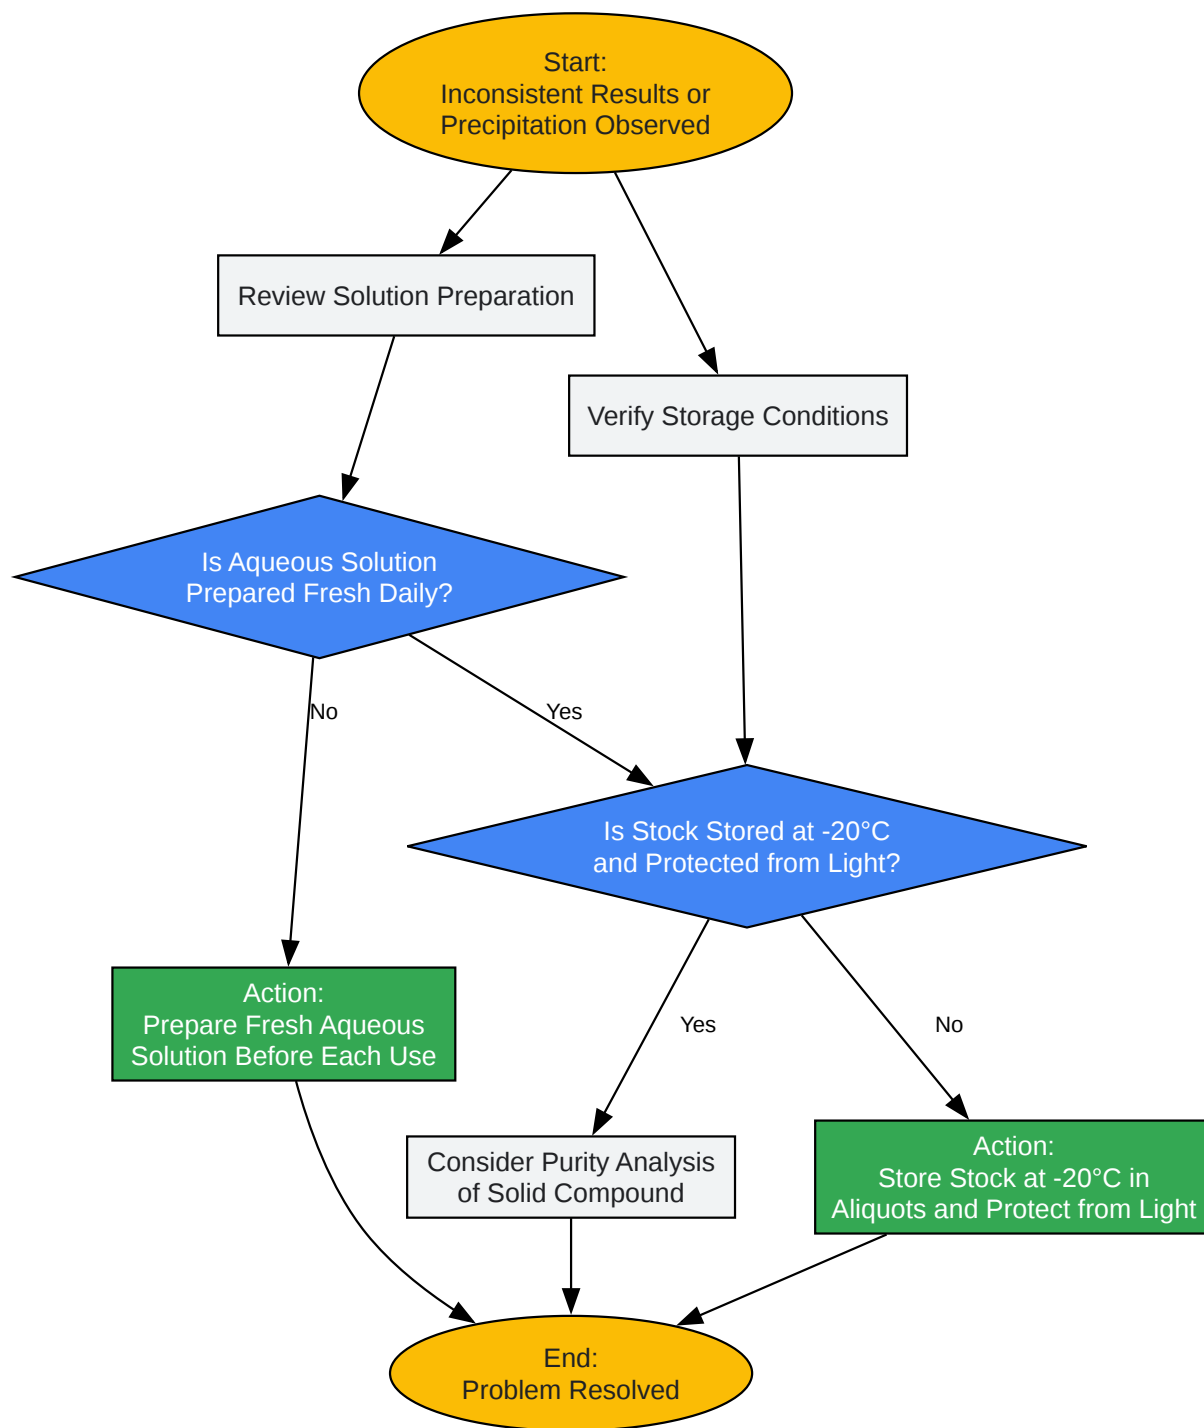 Start:
Inconsistent Results or
Precipitation Observed
Review Solution Preparation
Verify Storage Conditions
Is Aqueous Solution
Prepared Fresh Daily?
No
Yes
Is Stock Stored at -20°C
and Protected from Light?
Action:
Prepare Fresh Aqueous
Solution Before Each Use
Yes
No
Consider Purity Analysis
of Solid Compound
Action:
Store Stock at -20°C in
Aliquots and Protect from Light
End:
Problem Resolved